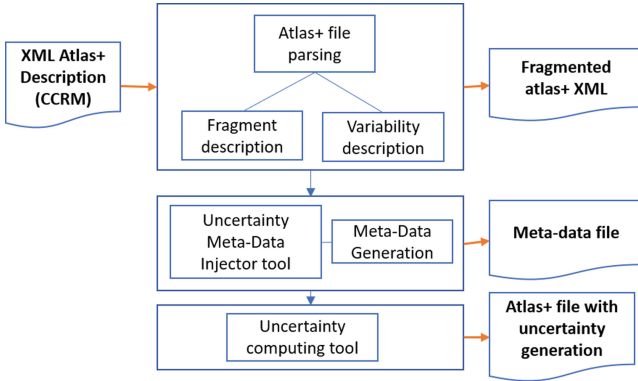 XML Atlas+
Description
(CCRM)
Atlas+ file
parsing
Fragment
description
Variability
description
Fragmented
atlas+ XML
Uncertainty
Meta-Data
Injector tool
Meta-Data
Generation
Meta-data file
Uncertainty
computing tool
Atlas+ file with
uncertainty
generation